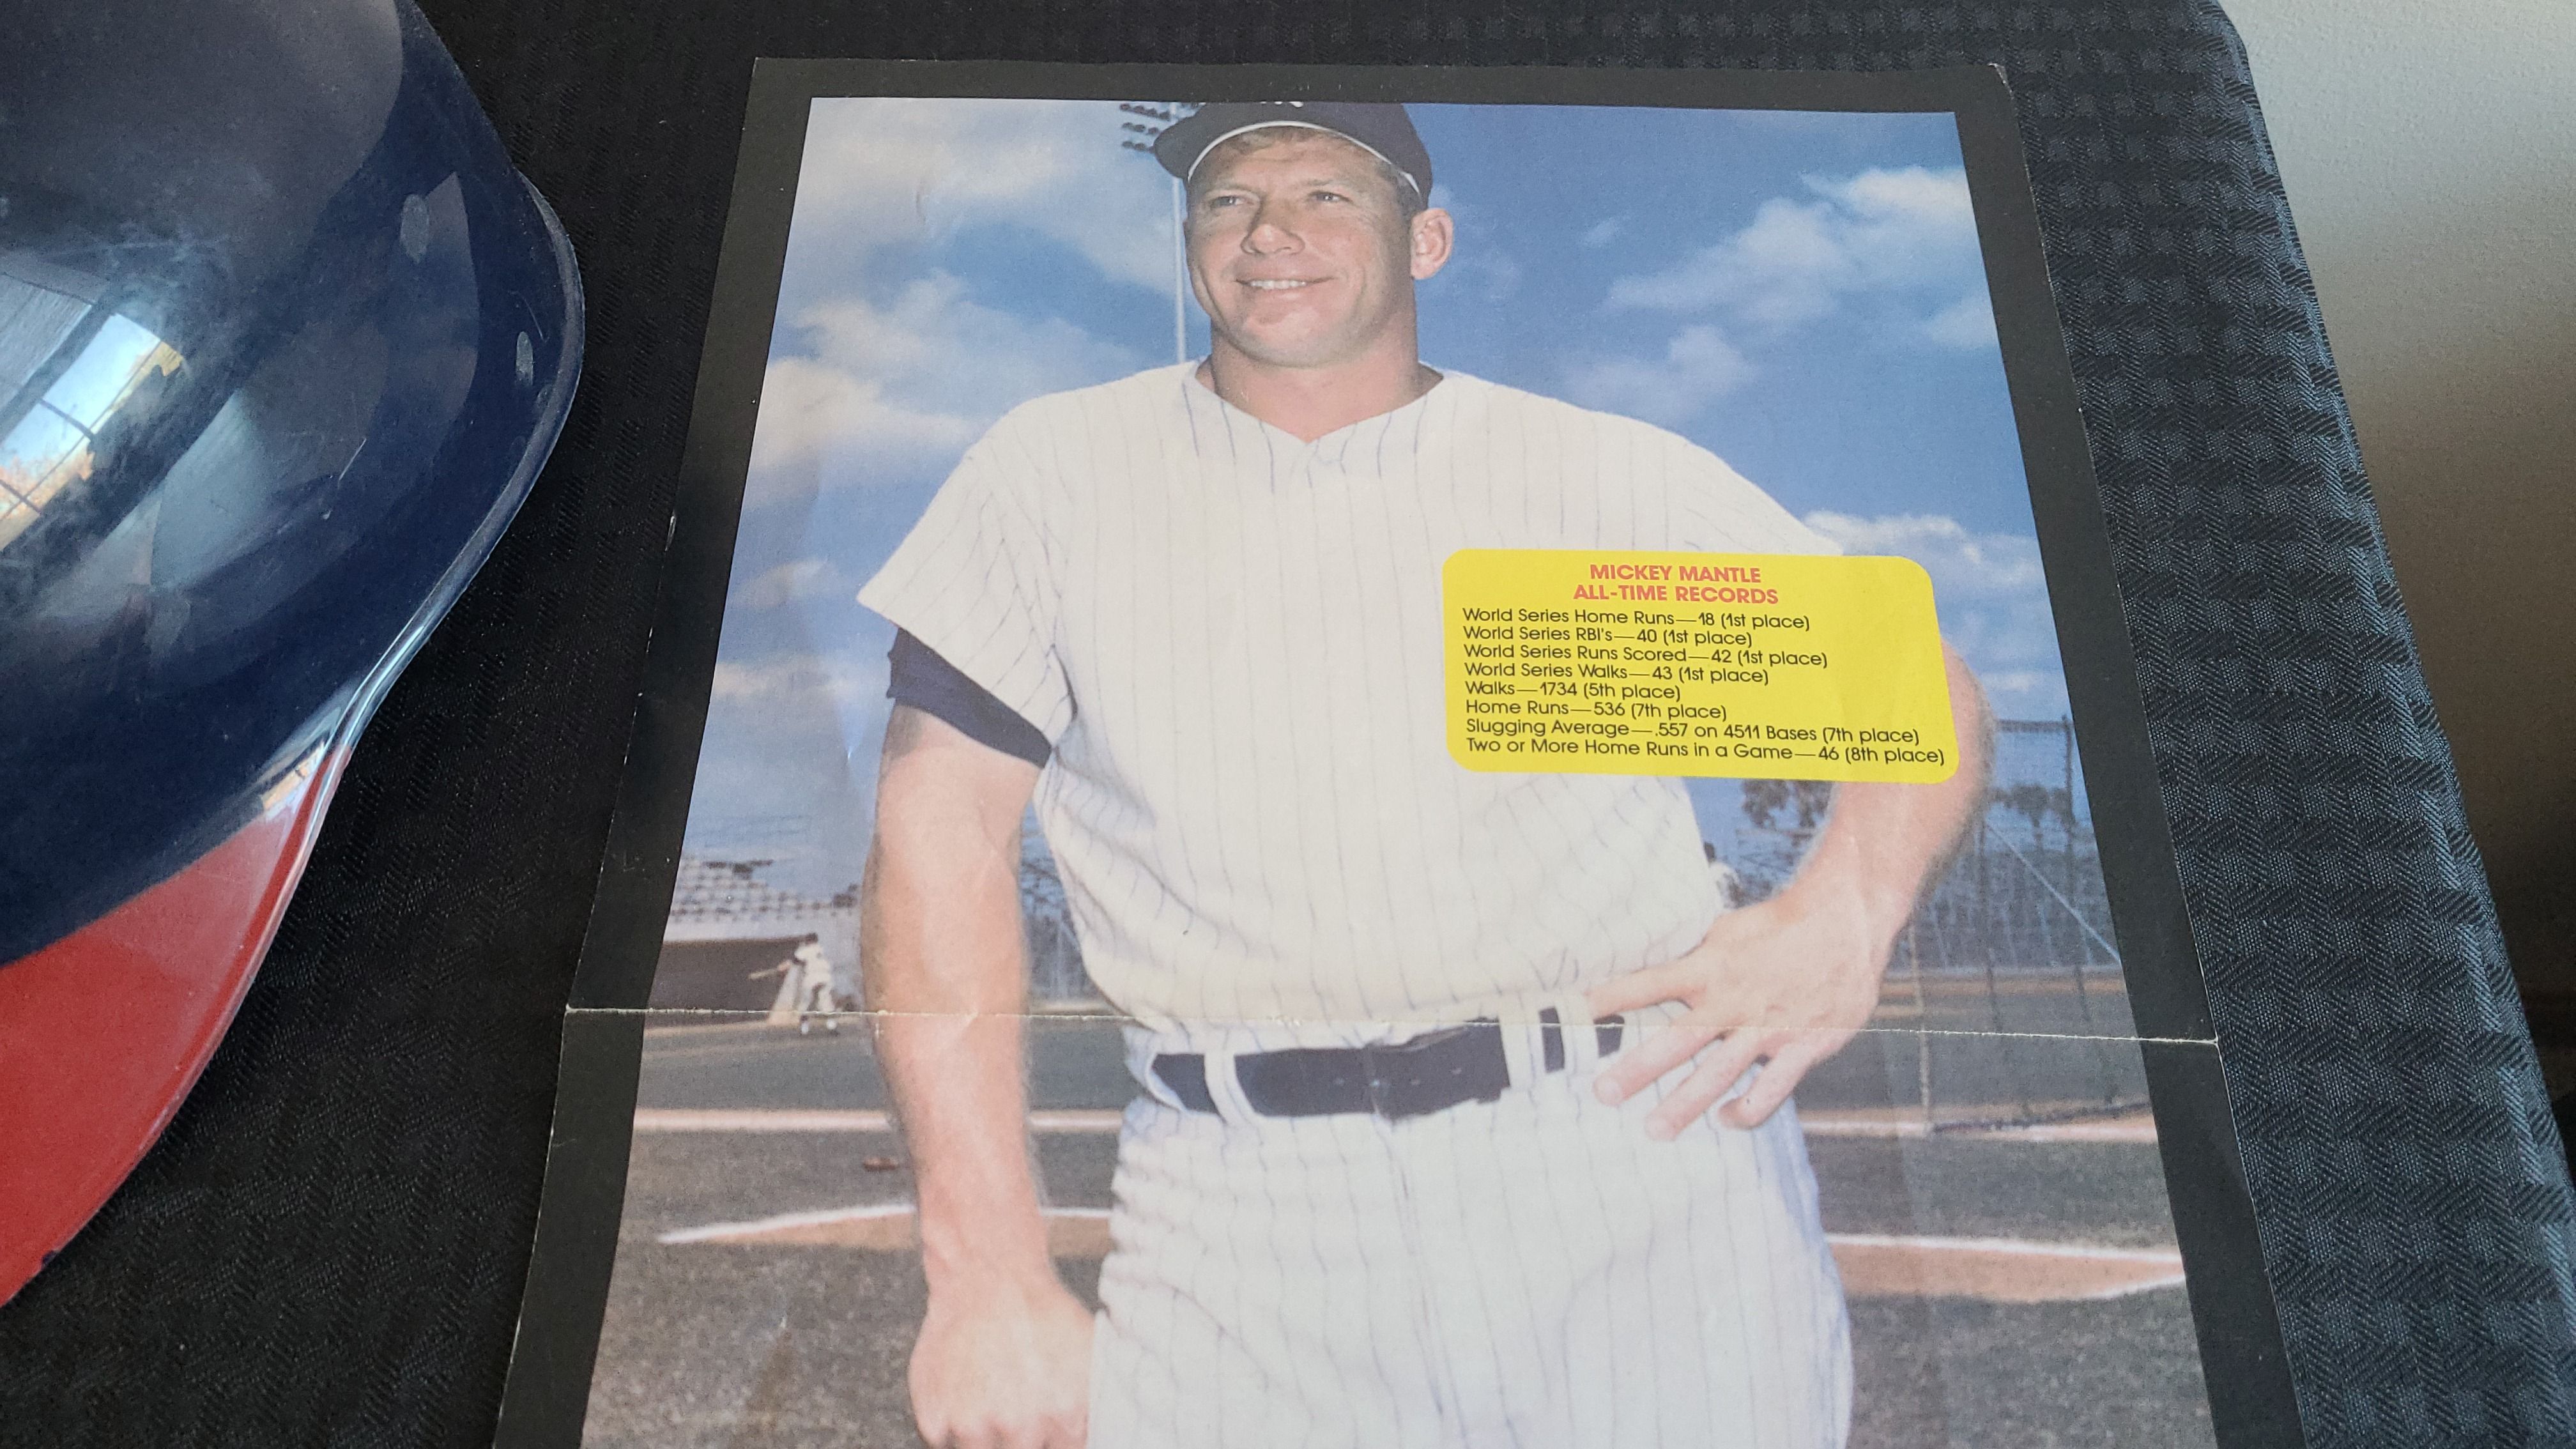 MICKEY MANTLE
ALL-TIME RECORDS
World Series Home Runs—18 (1st place)
World Series RBI's—40 (1st place)
World Series Runs Scored—42 (1st place)
World Series Walks—43 (1st place)
Walks—1734 (5th place)
Home Runs—536 (7th place)
Slugging Average—.557 on 4511 Bases (7th place)
Two or More Home Runs in a Game—46 (8th place)